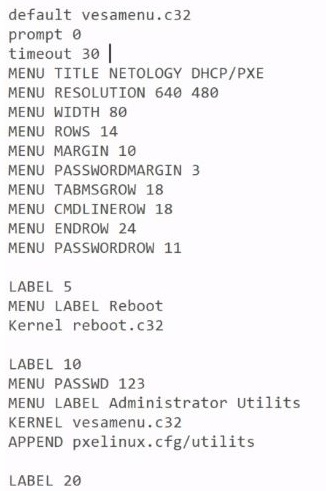 default vesamenu.c32
prompt 0
timeout 30
MENU TITLE NETOLOGY DHCP/PXE
MENU RESOLUTION 640 480
MENU WIDTH 80
MENU ROWS 14
MENU MARGIN 10
MENU PASSWORDMARGIN 3
MENU TABMSGROW 18
MENU CMDLINEROW 18
MENU ENDROW 24
MENU PASSWORDROW 11

LABEL 5
MENU LABEL Reboot
Kernel reboot.c32

LABEL 10
MENU PASSWD 123
MENU LABEL Administrator Utilits
KERNEL vesamenu.c32
APPEND pxelinux.cfg/utilits

LABEL 20